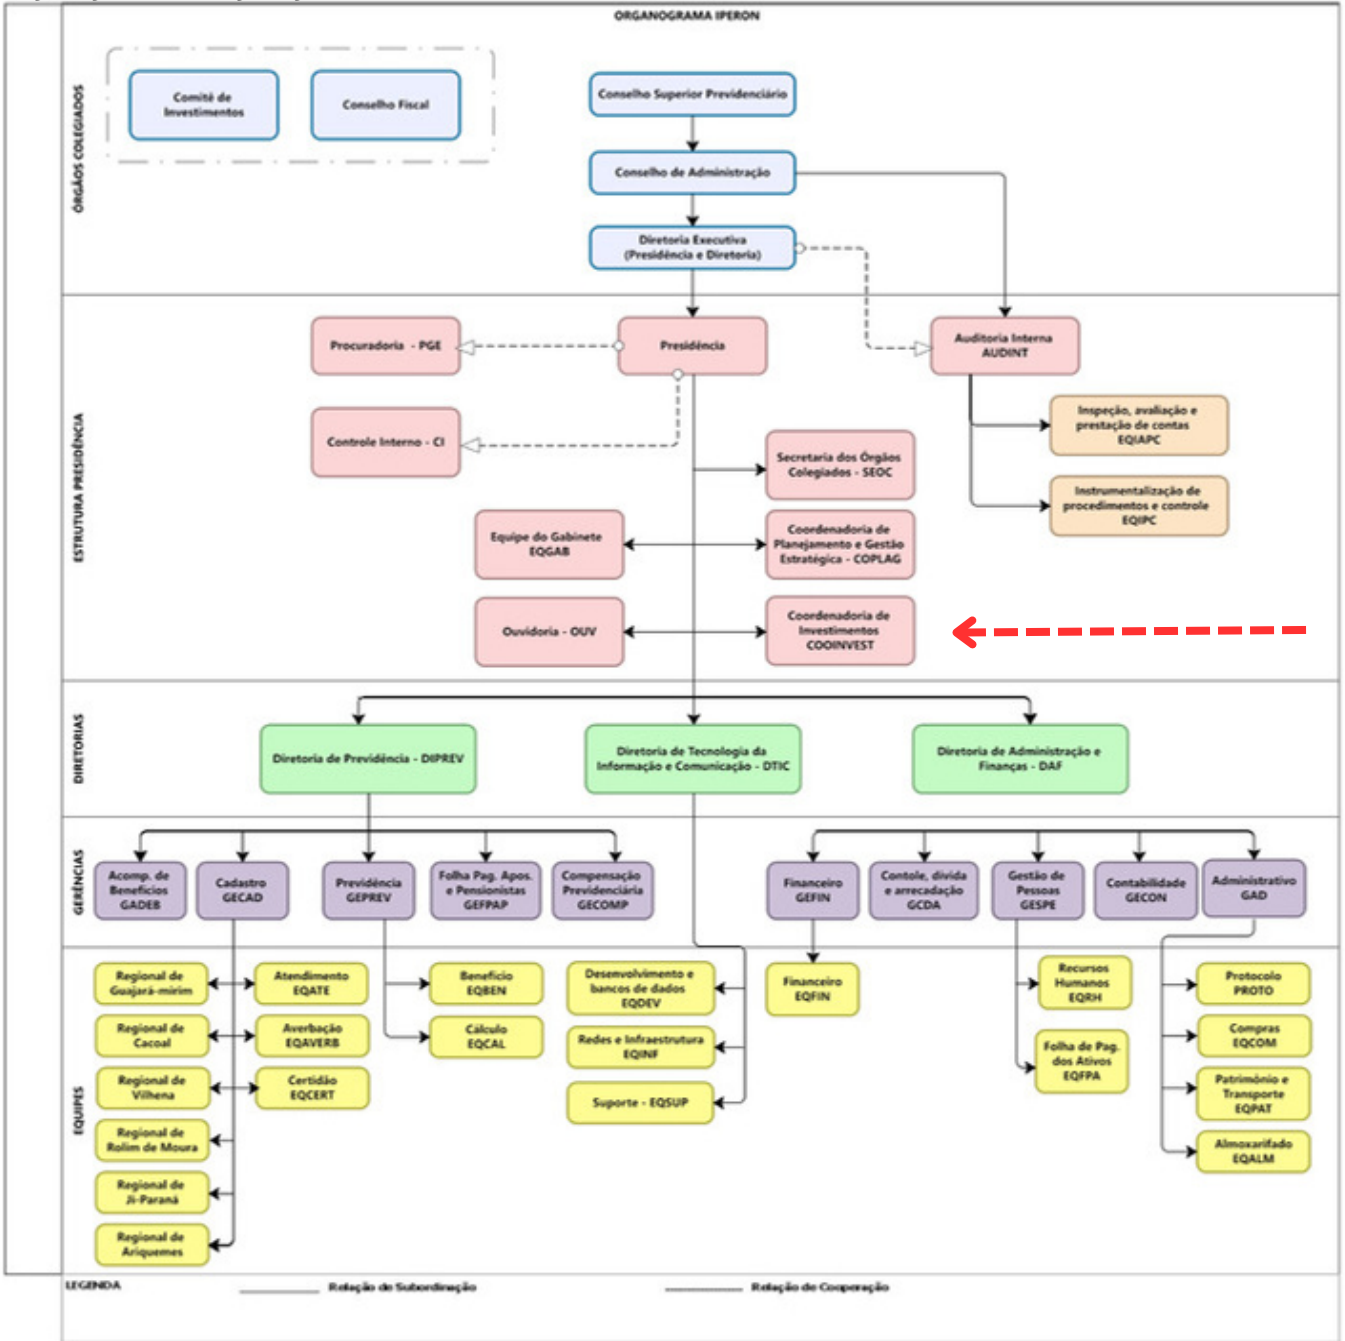 ORGANOGRAMA IPERON
ÓRGÃOS COLEGIADOS
Comitê de
Investimentos
Conselho Fiscal
Conselho Superior Previdenciário
Conselho de Administração
Diretoria Executiva
(Presidência e Diretoria)
ESTRUTURA PRESIDÊNCIA
Procuradoria - PGE
Presidência
Auditoria Interna
AUDINT
Controle Interno - CI
Inspeção, avaliação e
prestação de contas
EQIAPC
Secretaria dos Órgãos
Colegiados - SEOC
Instrumentalização de
procedimentos e controle
EQIPC
Equipe do Gabinete
EQGAB
Coordenadoria de
Planejamento e Gestão
Estratégica - COPLAG
Ouvidoria - OUV
Coordenadoria de
Investimentos
COOINVEST
DIRETORIAS
Diretoria de Previdência - DIPREV
Diretoria de Tecnologia da
Informação e Comunicação - DTIC
Diretoria de Administração e
Finanças - DAF
GERÊNCIAS
Acomp. de
Benefícios
GADEB
Cadastro
GECAD
Previdência
GEPREV
Folha Pag. Apos.
e Pensionistas
GEFPAP
Compensação
Previdenciária
GECOMP
Financeiro
GEFIN
Contole, dívida
e arrecadação
GCDA
Gestão de
Pessoas
GESPE
Contabilidade
GECON
Administrativo
GAD
EQUIPES
Regional de
Guajará-mirim
Atendimento
EQATE
Benefício
EQBEN
Desenvolvimento e
bancos de dados
EQDEV
Financeiro
EQFIN
Recursos
Humanos
EQRH
Protocolo
PROTO
Regional de
Cacoal
Averbação
EQAVERB
Cálculo
EQCAL
Redes e Infraestrutura
EQINF
Folha de Pag.
dos Ativos
EQFPA
Compras
EQCOM
Regional de
Vilhena
Certidão
EQCERT
Suporte - EQSUP
Patrimônio e
Transporte
EQPAT
Regional de
Rolim de Moura
Almoxarifado
EQALM
Regional de
Ji-Paraná
Regional de
Ariquemes
LEGENDA
Relação de Subordinação
Relação de Cooperação